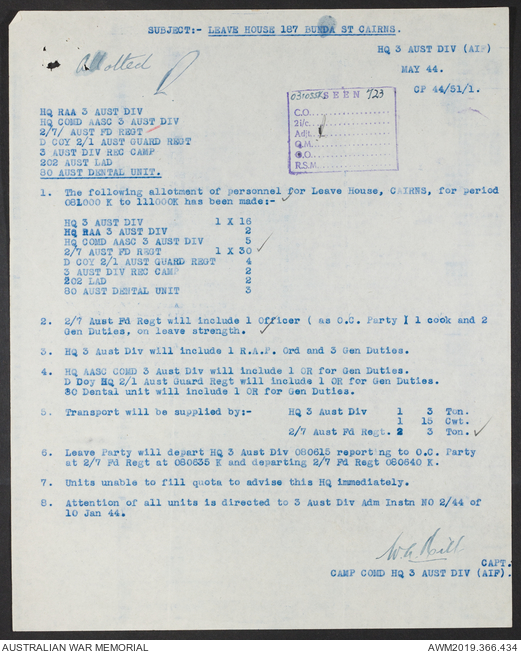 SUBJECT:- LEAVE HOUSE 187 BUNDA ST CAIRNS.
HQ 3 AUST DIV (AIF)
Allotted
MAY 44.
CP 44/51/1.
SEEN 723
C.O.
2i/c.
Adjt.
Q.M.
O.O.
R.S.M.
HQ RAA 3 AUST DIV
HQ COMD AASC 3 AUST DIV
2/7/ AUST FD REGT
D COY 2/1 AUST GUARD REGT
3 AUST DIV REC CAMP
202 AUST LAD
80 AUST DENTAL UNIT.
1. The following allotment of personnel for Leave House, CAIRNS, for period
081000 K to 111000K has been made:-
HQ 3 AUST DIV 1 X 16
HQ RAA 3 AUST DIV 2
HQ COMD AASC 3 AUST DIV 5
2/7 AUST FD REGT 1 X 30
D COY 2/1 AUST GUARD REGT 4
3 AUST DIV REC CAMP 2
202 LAD 2
80 AUST DENTAL UNIT 3
2. 2/7 Aust Fd Regt will include 1 Officer ( as O.C. Party ) 1 cook and 2
Gen Duties, on leave strength.
3. HQ 3 Aust Div will include 1 R.A.P. Ord and 3 Gen Duties.
4. HQ AASC COMD 3 Aust Div will include 1 OR for Gen Duties.
D Doy HQ 2/1 Aust Guard Regt will include 1 OR for Gen Duties.
80 Dental unit will include 1 OR for Gen Duties.
5. Transport will be supplied by:- HQ 3 Aust Div 1 3 Ton.
1 15 Cwt.
2/7 Aust Fd Regt. 2 3 Ton.
6. Leave Party will depart HQ 3 Aust Div 080615 reporting to O.C. Party
at 2/7 Fd Regt at 080635 K and departing 2/7 Fd Regt 080640 K.
7. Units unable to fill quota to advise this HQ immediately.
8. Attention of all units is directed to 3 Aust Div Adm Instn NO 2/44 of
10 Jan 44.
CAPT.
CAMP COMD HQ 3 AUST DIV (AIF).
AUSTRALIAN WAR MEMORIAL
AWM2019.366.434